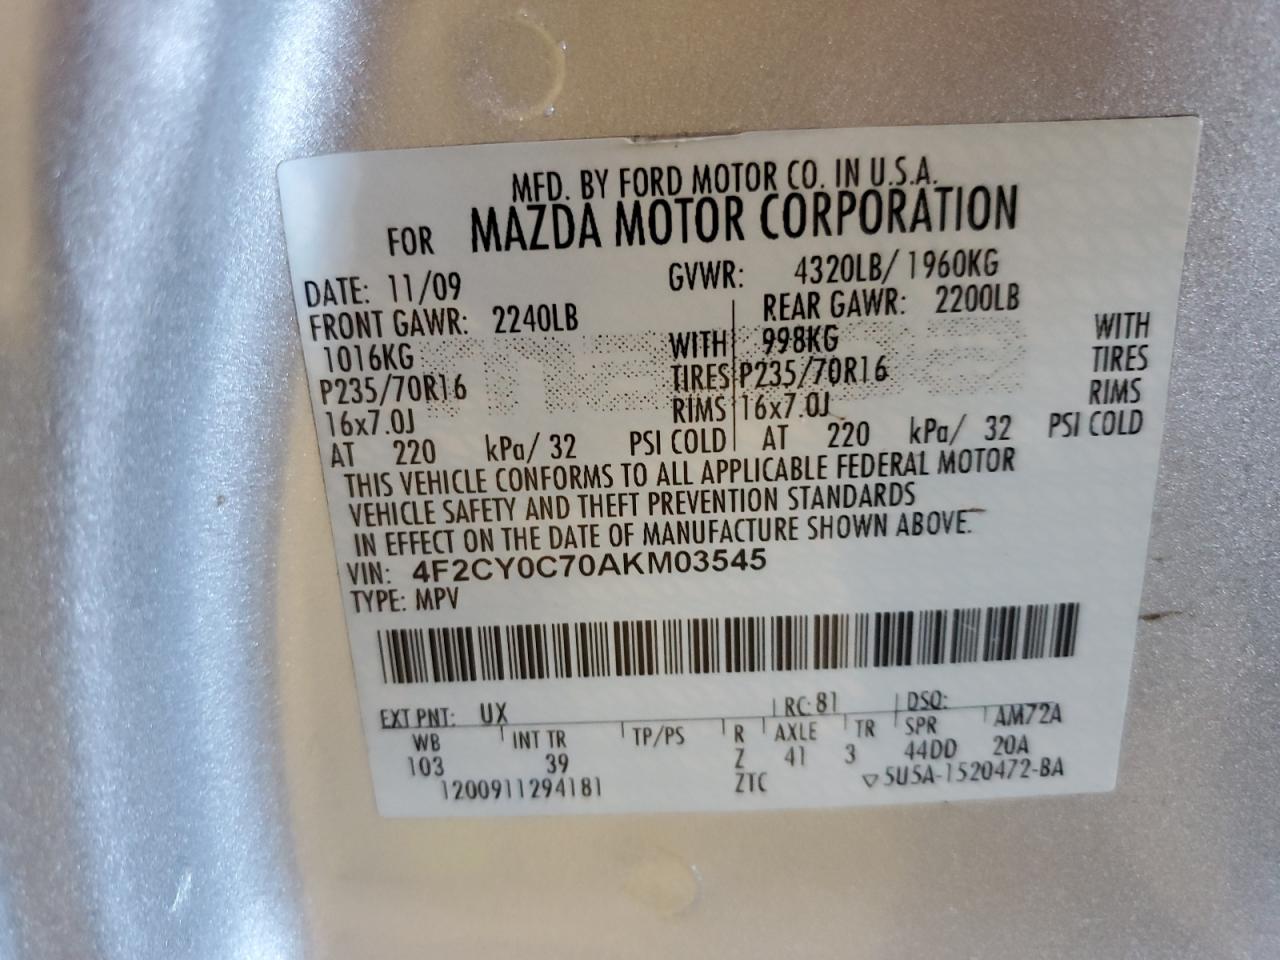 MFD. BY FORD MOTOR CO. IN U.S.A.
FOR MAZDA MOTOR CORPORATION
DATE: 11/09 GVWR: 4320LB/ 1960KG
FRONT GAWR: 2240LB REAR GAWR: 2200LB
1016KG WITH 998KG WITH
P235/70R16 TIRES P235/70R16 TIRES
16x7.0J RIMS 16x7.0J RIMS
AT 220 kPa/ 32 PSI COLD AT 220 kPa/ 32 PSI COLD
THIS VEHICLE CONFORMS TO ALL APPLICABLE FEDERAL MOTOR
VEHICLE SAFETY AND THEFT PREVENTION STANDARDS
IN EFFECT ON THE DATE OF MANUFACTURE SHOWN ABOVE.
VIN: 4F2CY0C70AKM03545
TYPE: MPV
EXT PNT: UX RC: 81 DSQ:
WB INT TR TP/PS R AXLE TR SPR AM72A
103 39 Z 41 3 44DD 20A
1200911294181 ZTC ▽5U5A-1520472-BA